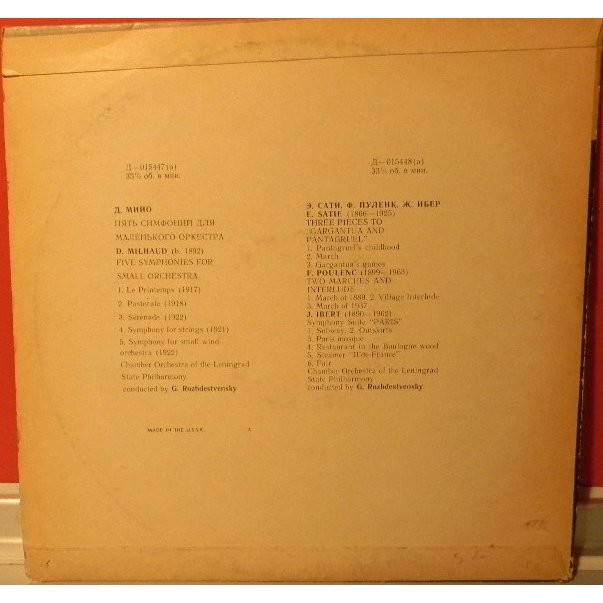 Д—015447(а)
33⅓ об. в мин.
Д. МИЙО
ПЯТЬ СИМФОНИЙ ДЛЯ
МАЛЕНЬКОГО ОРКЕСТРА
D. MILHAUD (b. 1892)
FIVE SYMPHONIES FOR
SMALL ORCHESTRA
1. Le Printemps (1917)
2. Pastorale (1918)
3. Serenade (1922)
4. Symphony for strings (1921)
5. Symphony for small wind
orchestra (1922)
Chamber Orchestra of the Leningrad
State Philharmony
conducted by G. Rozhdestvensky
MADE IN THE U.S.S.R.
Д—015448(а)
33⅓ об. в мин.
Э. САТИ, Ф. ПУЛЕНК, Ж. ИБЕР
E. SATIE (1866—1925)
THREE PIECES TO
"GARGANTUA AND
PANTAGRUEL"
1. Pantagruel's childhood
2. March
3. Gargantua's games
F. POULENC (1899—1963)
TWO MARCHES AND
INTERLUDE
1. March of 1889. 2. Village Interlede
3. March of 1937
J. IBERT (1890—1962)
Symphony Suite "PARIS"
1. Subway. 2. Outskirts
3. Paris mosque
4. Restaurant in the Boulogne wood
5. Steamer "Il'de-France"
6. Fair
Chamber Orchestra of the Leningrad
State Philharmony
conducted by G. Rozhdestvensky